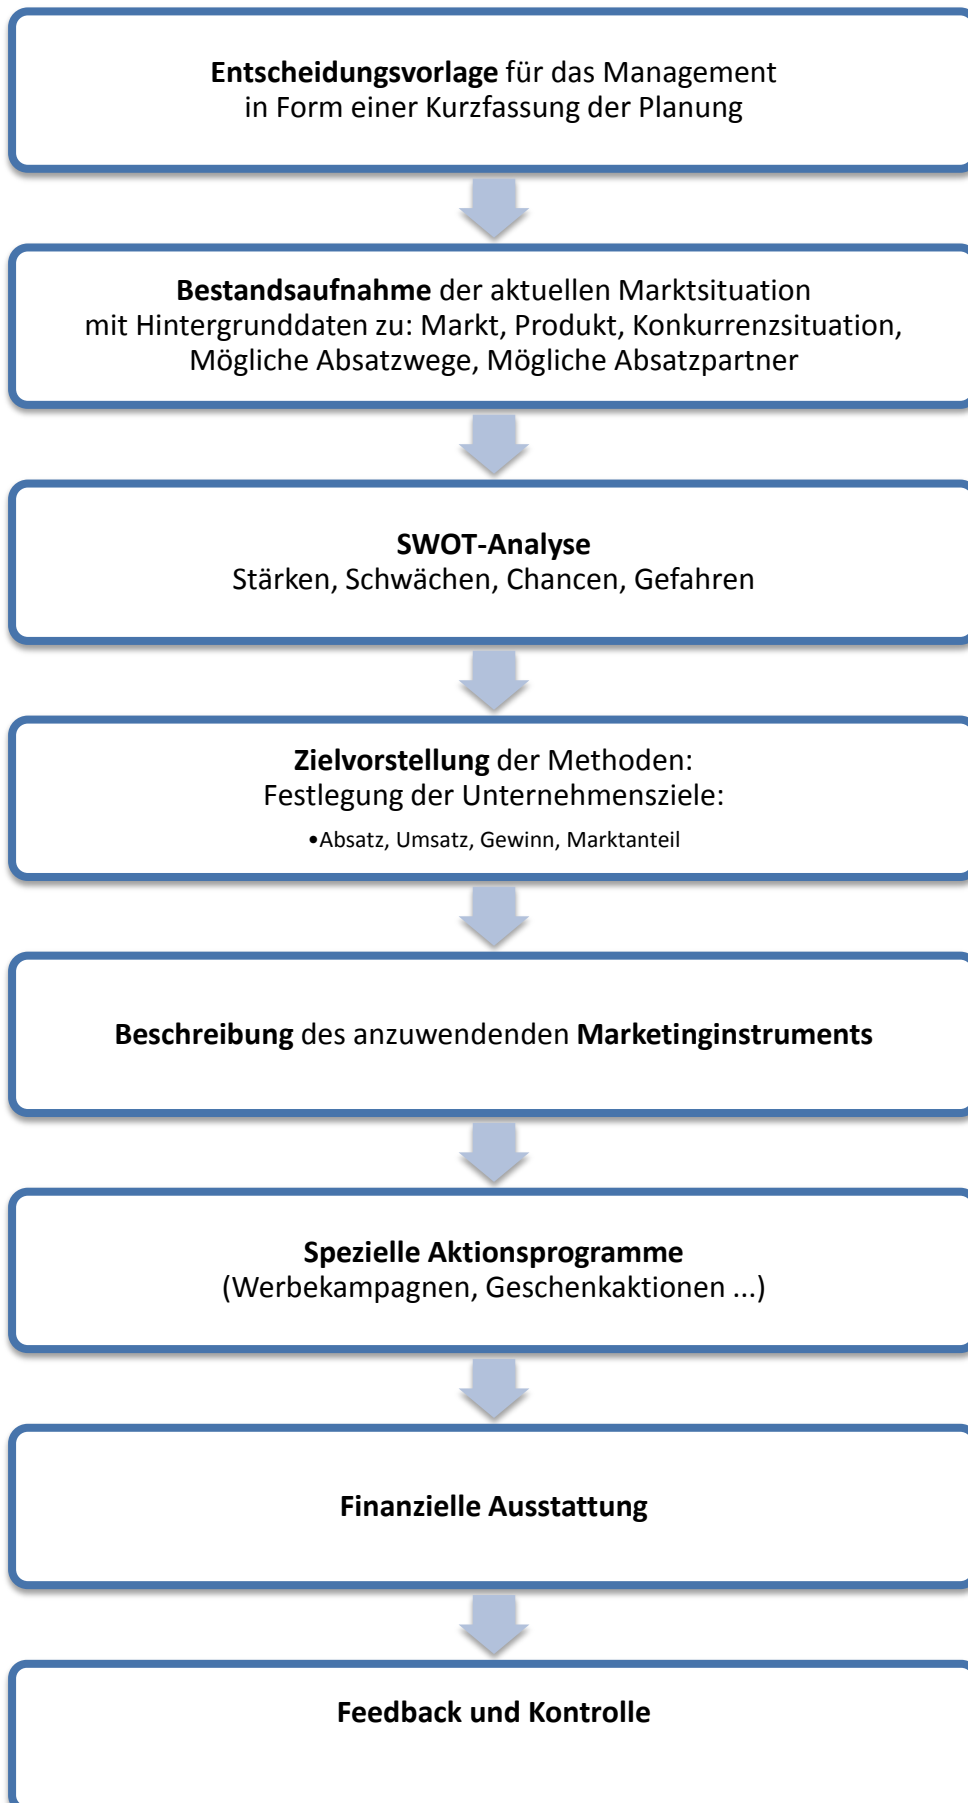 Entscheidungsvorlage für das Management
in Form einer Kurzfassung der Planung
Bestandsaufnahme der aktuellen Marktsituation
mit Hintergrunddaten zu: Markt, Produkt, Konkurrenzsituation,
Mögliche Absatzwege, Mögliche Absatzpartner
SWOT-Analyse
Stärken, Schwächen, Chancen, Gefahren
Zielvorstellung der Methoden:
Festlegung der Unternehmensziele:
•Absatz, Umsatz, Gewinn, Marktanteil
Beschreibung des anzuwendenden Marketinginstruments
Spezielle Aktionsprogramme
(Werbekampagnen, Geschenkaktionen ...)
Finanzielle Ausstattung
Feedback und Kontrolle